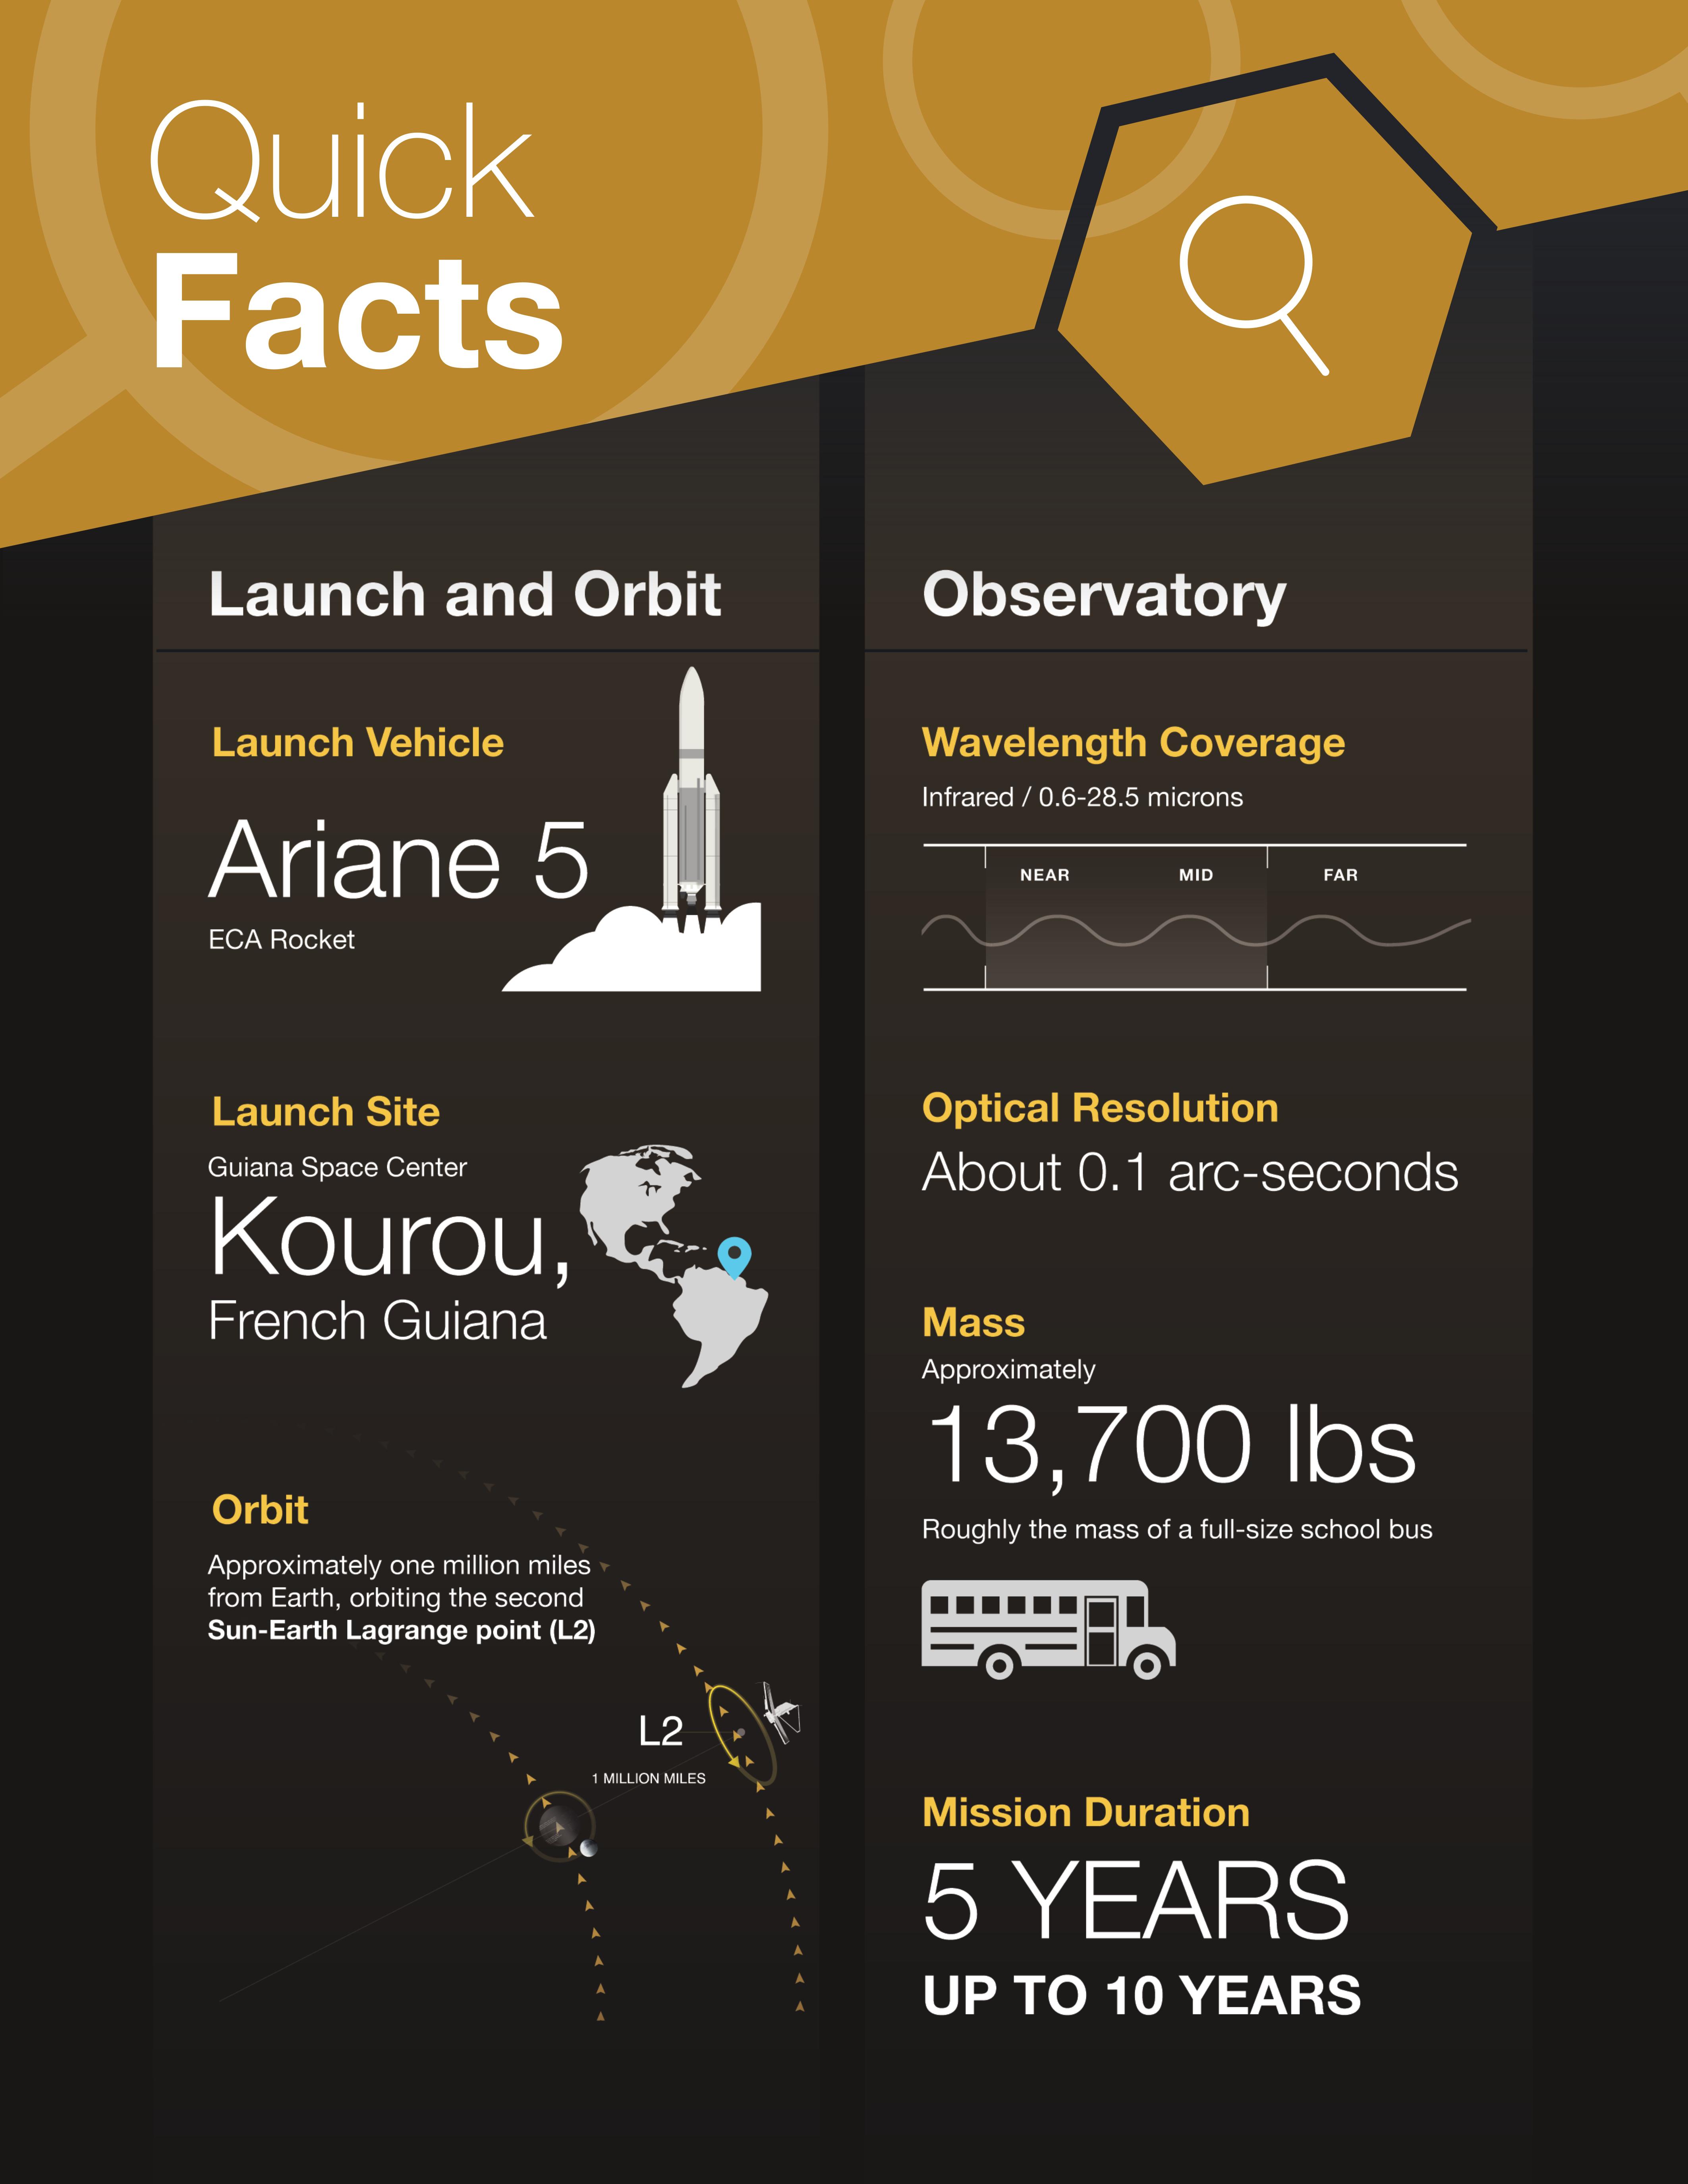 Quick
Facts
Launch and Orbit
Launch Vehicle
Ariane 5
ECA Rocket
Launch Site
Guiana Space Center
Kourou,
French Guiana
Orbit
Approximately one million miles
from Earth, orbiting the second
Sun-Earth Lagrange point (L2)
L2
1 MILLION MILES
Observatory
Wavelength Coverage
Infrared / 0.6-28.5 microns
NEAR MID FAR
Optical Resolution
About 0.1 arc-seconds
Mass
Approximately
13,700 lbs
Roughly the mass of a full-size school bus
Mission Duration
5 YEARS
UP TO 10 YEARS